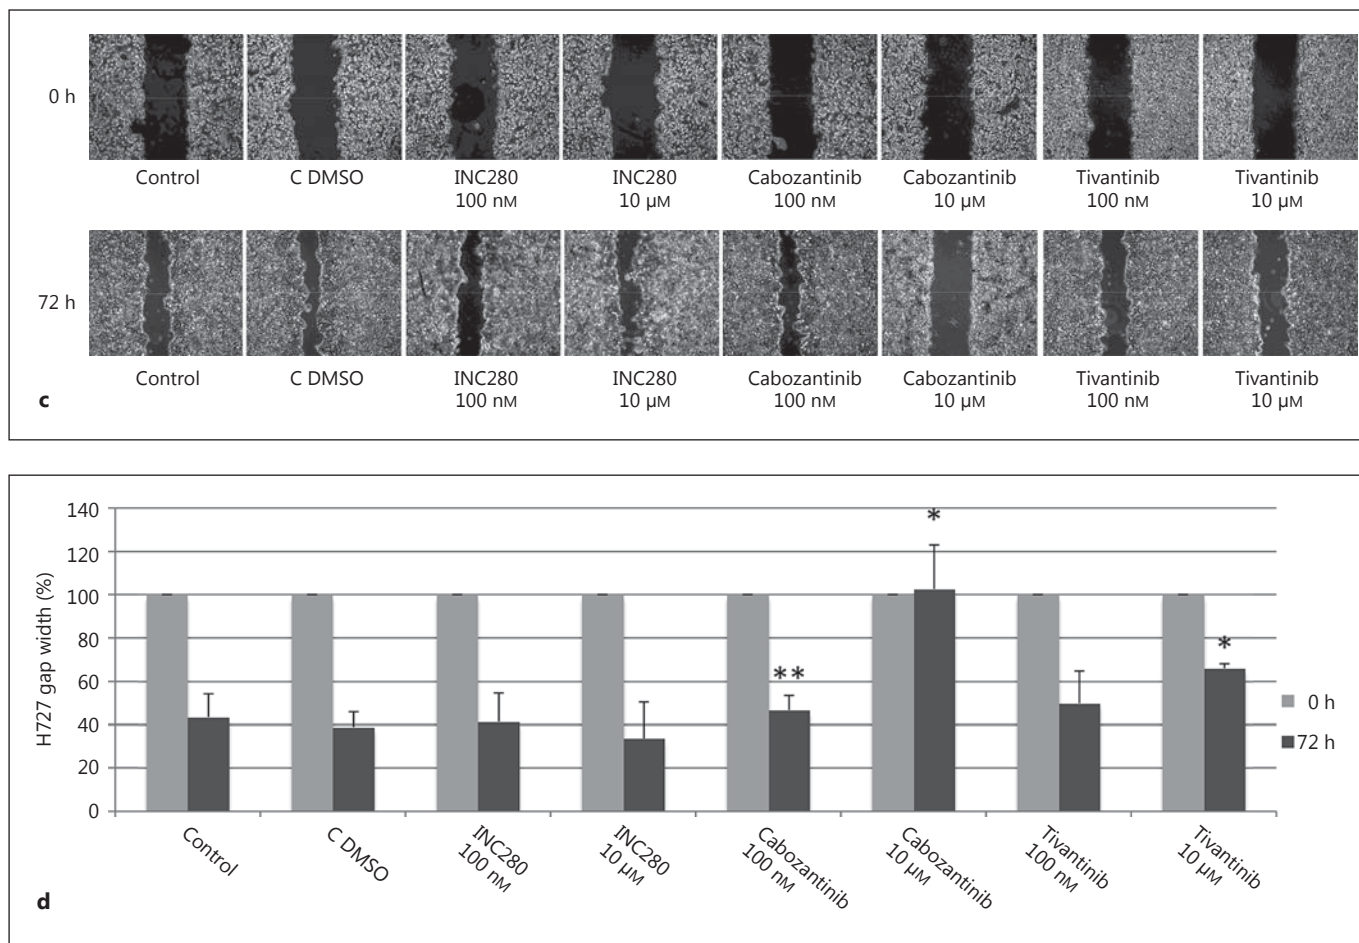 0 h
Control
C DMSO
INC280
100 nM
INC280
10 µM
Cabozantinib
100 nM
Cabozantinib
10 µM
Tivantinib
100 nM
Tivantinib
10 µM
72 h
Control
C DMSO
INC280
100 nM
INC280
10 µM
Cabozantinib
100 nM
Cabozantinib
10 µM
Tivantinib
100 nM
Tivantinib
10 µM
c
H727 gap width (%)
140
120
100
80
60
40
20
0
**
*
*
0 h
72 h
Control
C DMSO
INC280
100 nM
INC280
10 µM
Cabozantinib
100 nM
Cabozantinib
10 µM
Tivantinib
100 nM
Tivantinib
10 µM
d